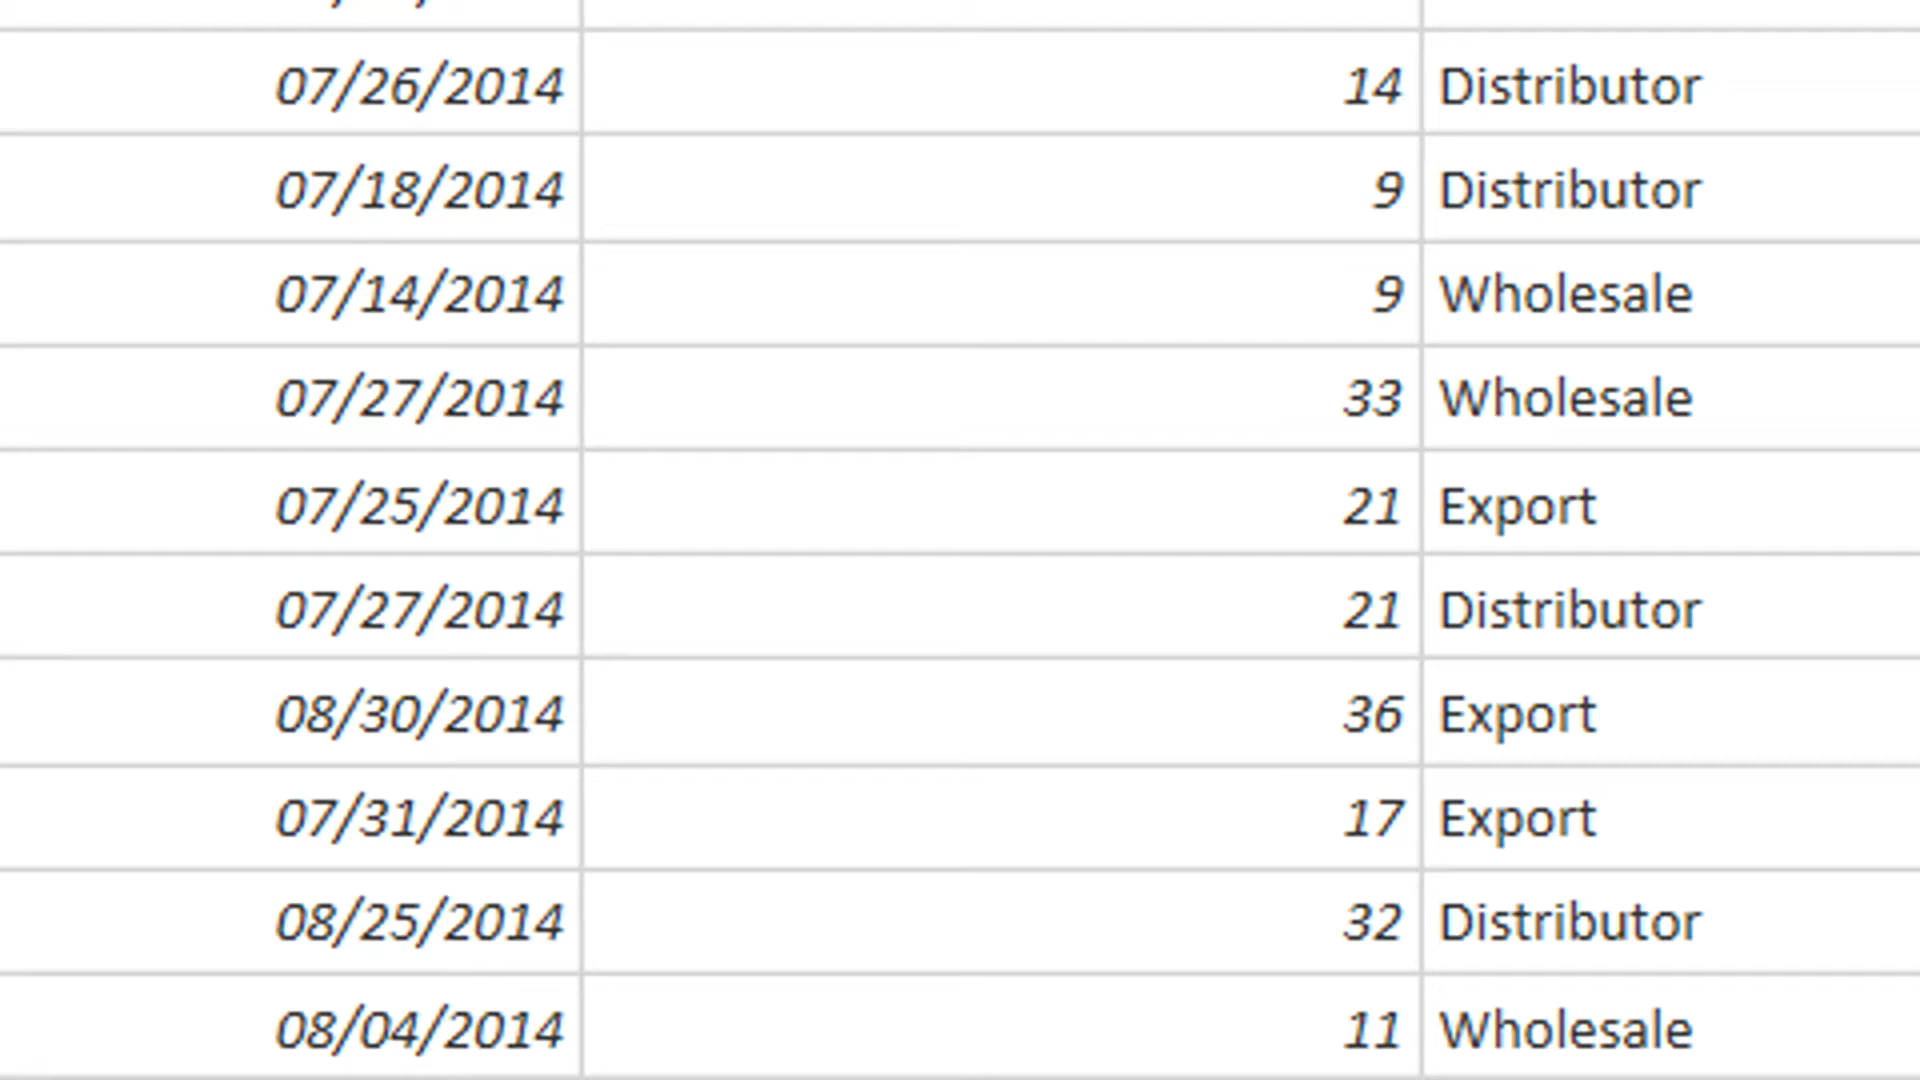 07/26/2014 14 Distributor
07/18/2014 9 Distributor
07/14/2014 9 Wholesale
07/27/2014 33 Wholesale
07/25/2014 21 Export
07/27/2014 21 Distributor
08/30/2014 36 Export
07/31/2014 17 Export
08/25/2014 32 Distributor
08/04/2014 11 Wholesale